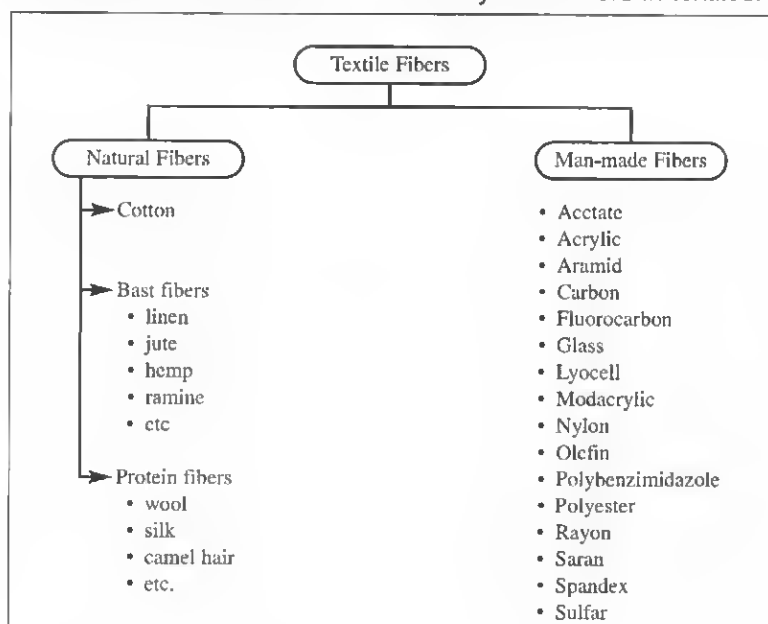 Textile Fibers
Natural Fibers
Cotton
Bast fibers
• linen
• jute
• hemp
• ramine
• etc
Protein fibers
• wool
• silk
• camel hair
• etc.
Man-made Fibers
• Acetate
• Acrylic
• Aramid
• Carbon
• Fluorocarbon
• Glass
• Lyocell
• Modacrylic
• Nylon
• Olefin
• Polybenzimidazole
• Polyester
• Rayon
• Saran
• Spandex
• Sulfar